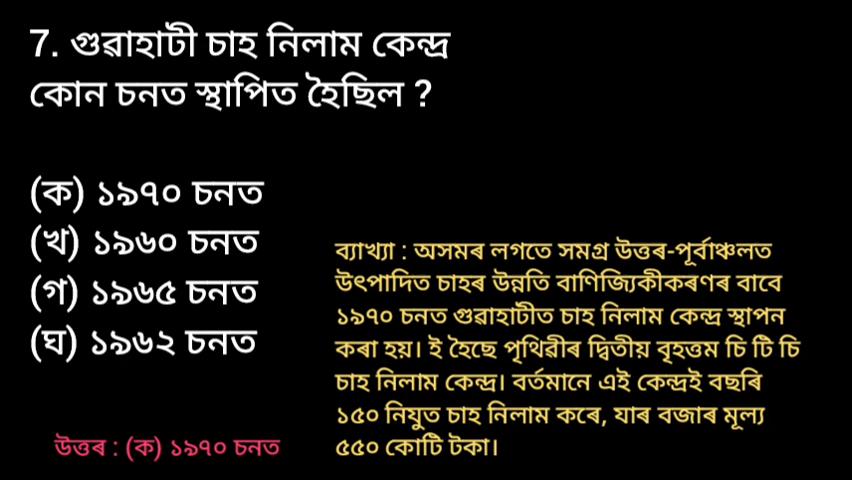 7. গুৱাহাটী চাহ নিলাম কেন্দ্ৰ
কোন চনত স্থাপিত হৈছিল ?
(ক) ১৯৭০ চনত
(খ) ১৯৬০ চনত
(গ) ১৯৬৫ চনত
(ঘ) ১৯৬২ চনত
উত্তৰ : (ক) ১৯৭০ চনত
ব্যাখ্যা : অসমৰ লগতে সমগ্ৰ উত্তৰ-পূৰ্বাঞ্চলত
উৎপাদিত চাহৰ উন্নতি বাণিজ্যিকীকৰণৰ বাবে
১৯৭০ চনত গুৱাহাটীত চাহ নিলাম কেন্দ্ৰ স্থাপন
কৰা হয়। ই হৈছে পৃথিৱীৰ দ্বিতীয় বৃহত্তম চি টি চি
চাহ নিলাম কেন্দ্ৰ। বৰ্তমানে এই কেন্দ্ৰই বছৰি
১৫০ নিযুত চাহ নিলাম কৰে, যাৰ বজাৰ মূল্য
৫৫০ কোটি টকা।